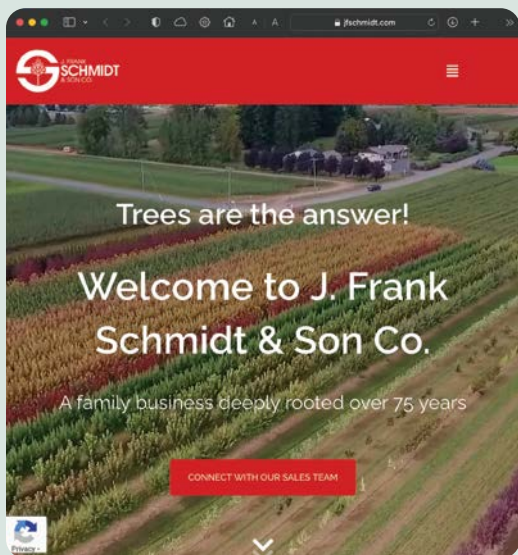 A A
jfschmidt.com
J. FRANK
SCHMIDT
& SON CO.
Trees are the answer!
Welcome to J. Frank
Schmidt & Son Co.
A family business deeply rooted over 75 years
CONNECT WITH OUR SALES TEAM
Privacy -